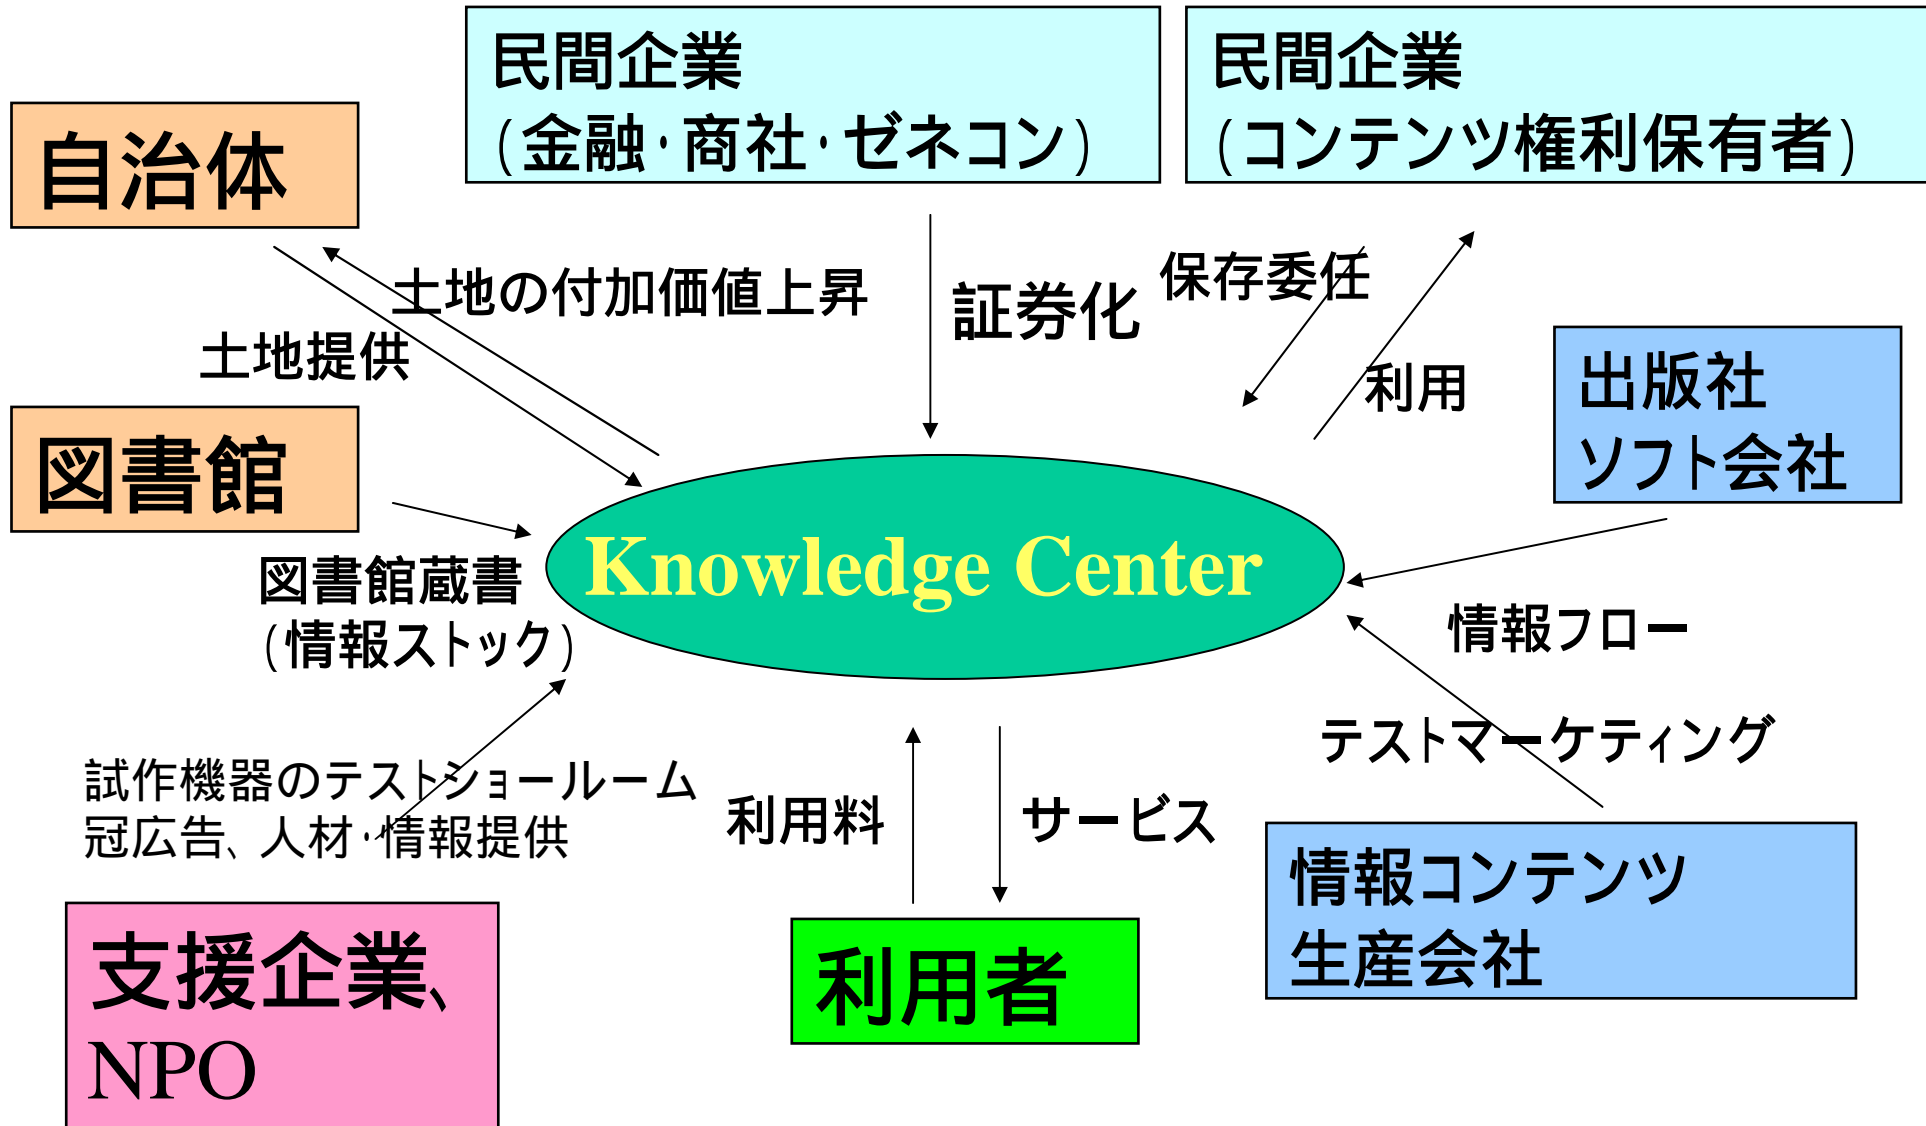 民間企業
(金融・商社・ゼネコン)
民間企業
(コンテンツ権利保有者)
自治体
土地の付加価値上昇
土地提供
証券化
保存委任
利用
出版社
ソフト会社
図書館
Knowledge Center
図書館蔵書
(情報ストック)
情報フロー
テストマーケティング
試作機器のテストショールーム
冠広告、人材・情報提供
利用料
サービス
情報コンテンツ
生産会社
支援企業、
NPO
利用者